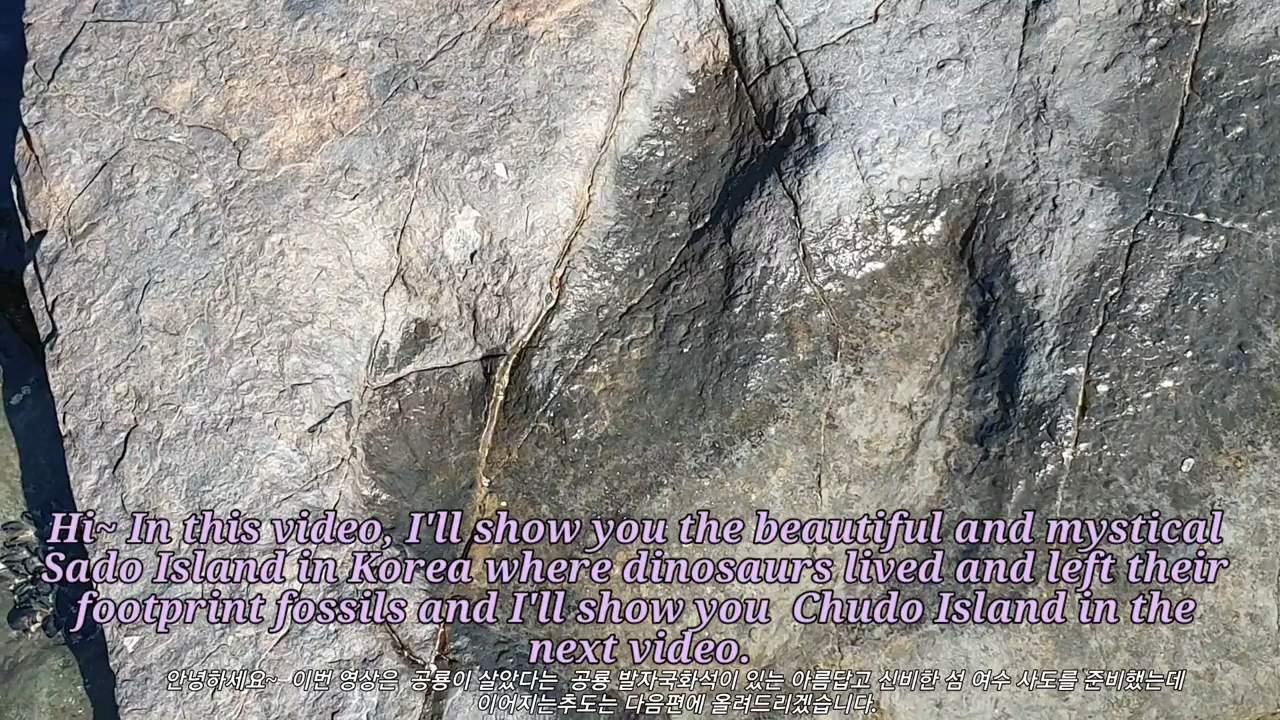 Hi~ In this video, I'll show you the beautiful and mystical
Sado Island in Korea where dinosaurs lived and left their
footprint fossils and I'll show you  Chudo Island in the
next video.
안녕하세요~  이번 영상은  공룡이 살았다는  공룡 발자국화석이 있는 아름답고 신비한 섬 여수 사도를 준비했는데
이어지는추도는 다음편에 올려드리겠습니다.